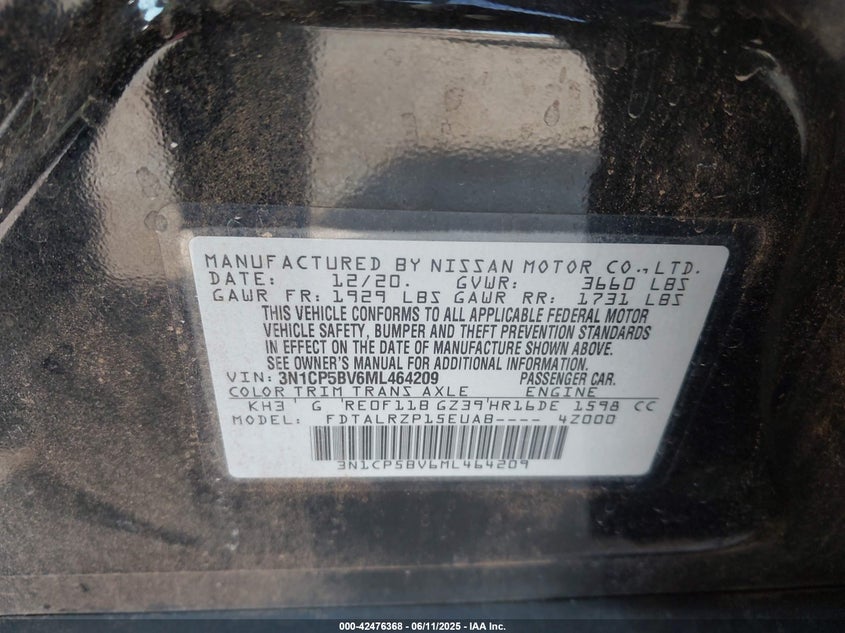 MANUFACTURED BY NISSAN MOTOR CO., LTD.
DATE: 12/20. GVWR: 3660 LBS
GAWR FR: 1929 LBS GAWR RR: 1731 LBS
THIS VEHICLE CONFORMS TO ALL APPLICABLE FEDERAL MOTOR
VEHICLE SAFETY, BUMPER AND THEFT PREVENTION STANDARDS
IN EFFECT ON THE DATE OF MANUFACTURE SHOWN ABOVE.
SEE OWNER'S MANUAL FOR ADDITIONAL INFORMATION.
VIN: 3N1CP5BV6ML464209 PASSENGER CAR.
COLOR TRIM TRANS AXLE ENGINE
KH3 ' G 'RE0F11B GZ39'HR16DE 1598 CC
MODEL: FDTALRZP15EUAB---- 4Z000
3N1CP5BV6ML464209
000-42476368 - 06/11/2025 - IAA Inc.